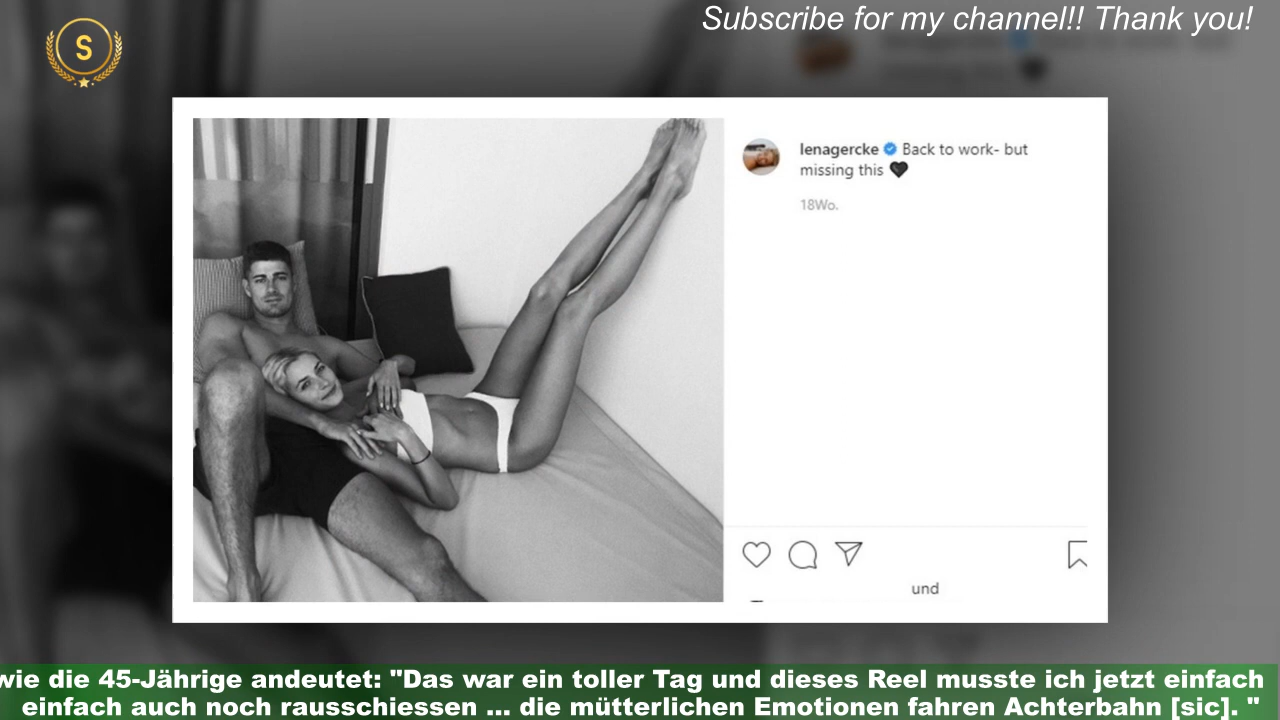 Subscribe for my channel!! Thank you!
S
lenagercke Back to work- but
missing this 🖤
18Wo.
und
wie die 45-Jährige andeutet: "Das war ein toller Tag und dieses Reel musste ich jetzt einfach
einfach auch noch rausschiessen ... die mütterlichen Emotionen fahren Achterbahn [sic]. "